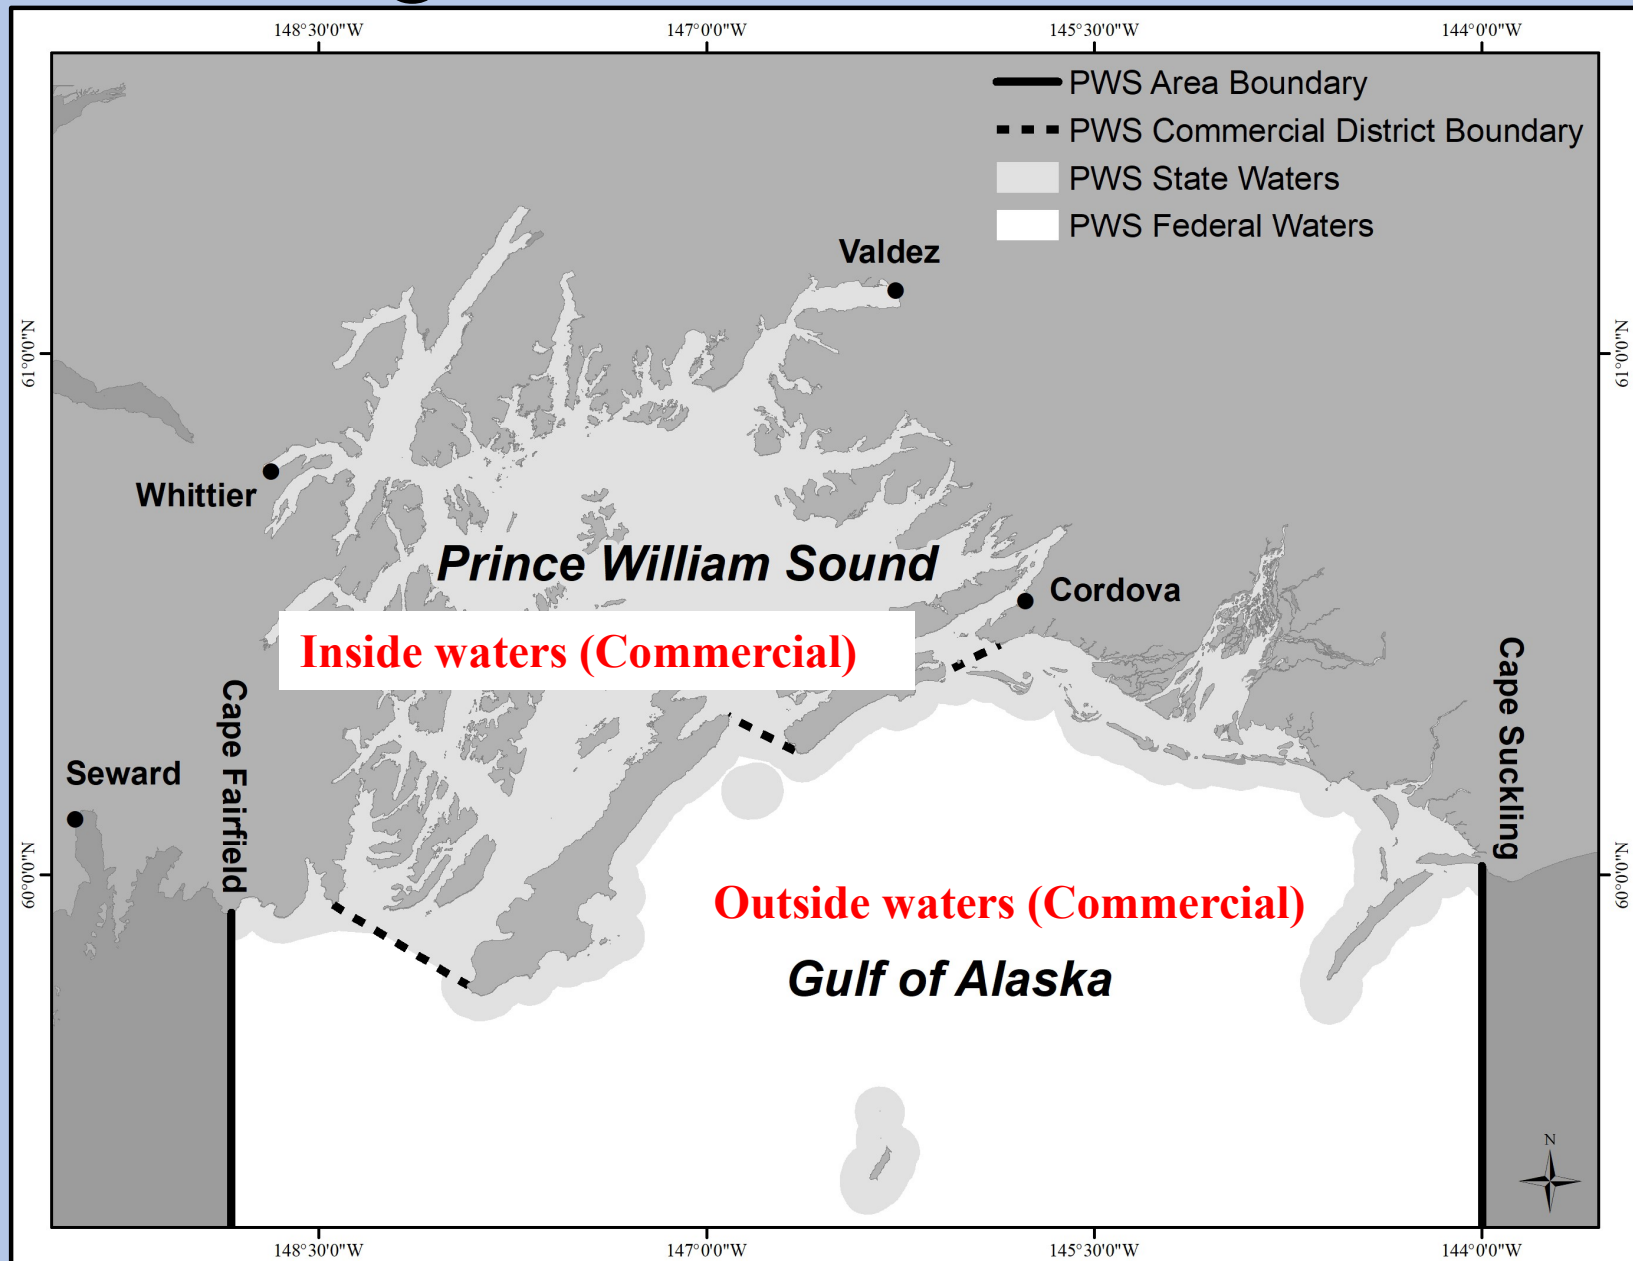 148°30'0"W
147°0'0"W
145°30'0"W
144°0'0"W
PWS Area Boundary
PWS Commercial District Boundary
PWS State Waters
PWS Federal Waters
Valdez
61°0'0"N
61°0'0"N
Whittier
Prince William Sound
Cordova
Inside waters (Commercial)
Cape Fairfield
Cape Suckling
Seward
60°0'0"N
60°0'0"N
Outside waters (Commercial)
Gulf of Alaska
N
148°30'0"W
147°0'0"W
145°30'0"W
144°0'0"W